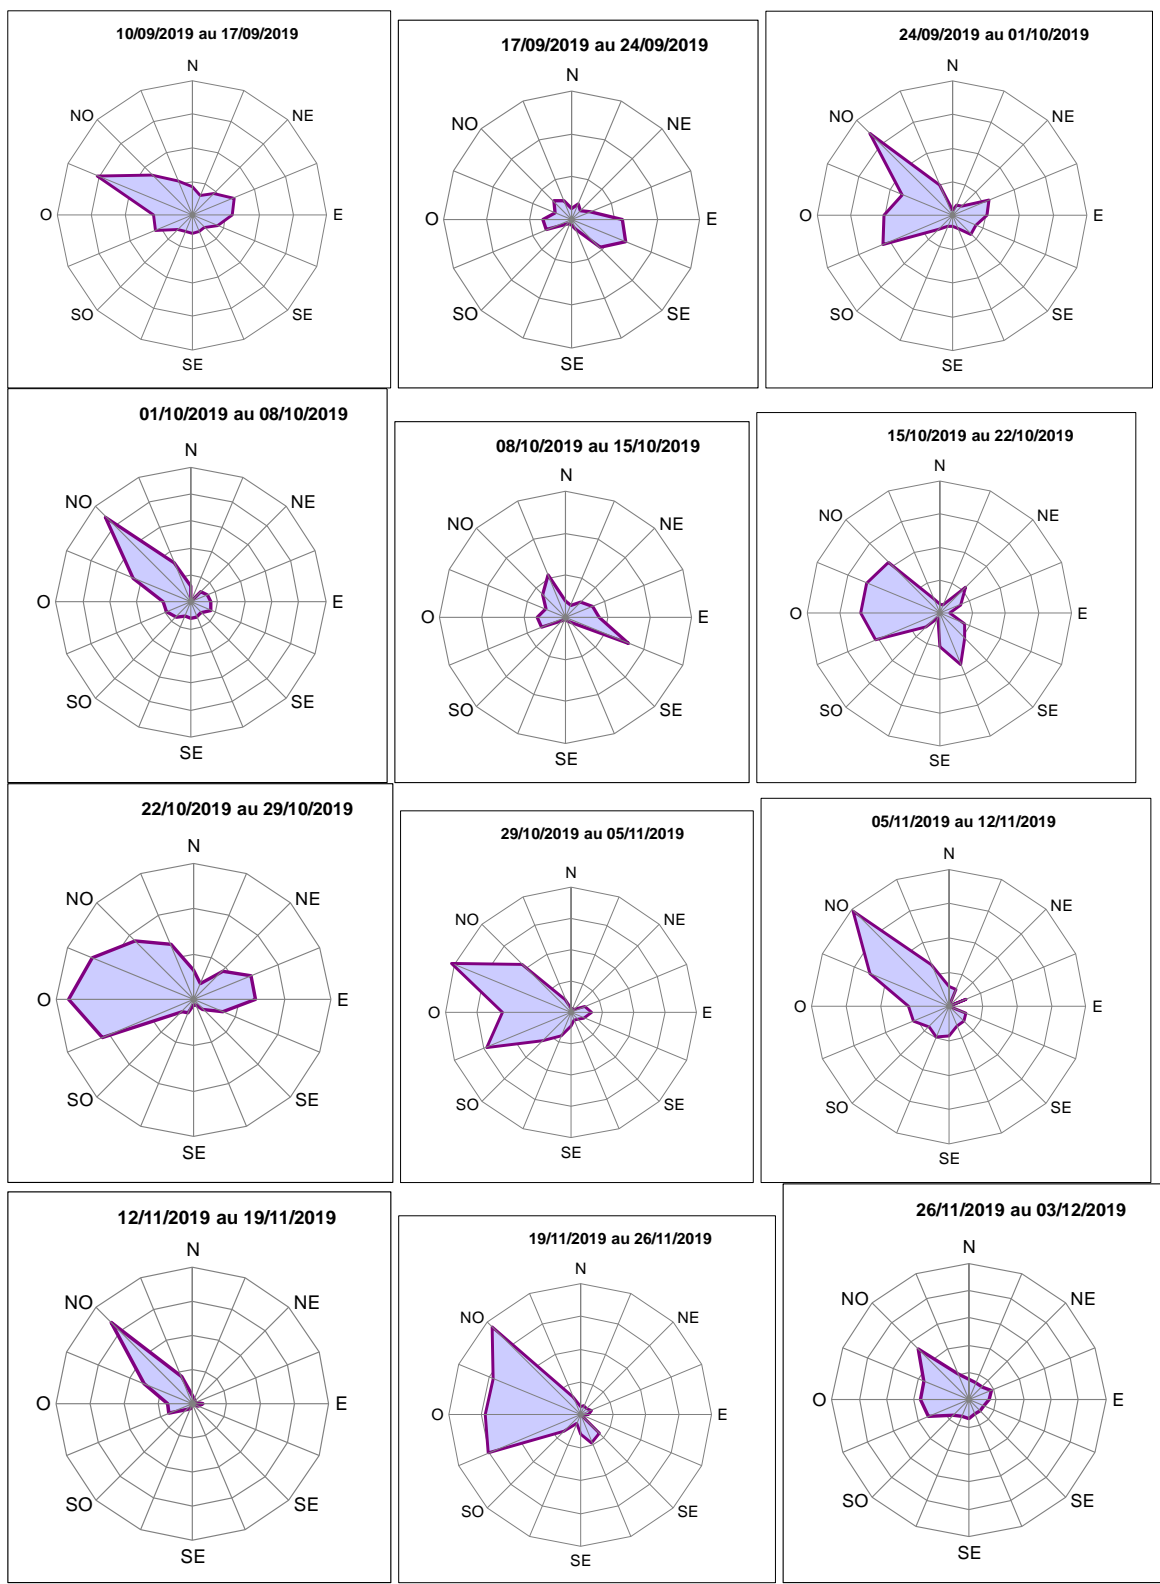 10/09/2019 au 17/09/2019
N
NO
NE
O
E
SO
SE
SE
17/09/2019 au 24/09/2019
N
NO
NE
O
E
SO
SE
SE
24/09/2019 au 01/10/2019
N
NO
NE
O
E
SO
SE
SE
01/10/2019 au 08/10/2019
N
NO
NE
O
E
SO
SE
SE
08/10/2019 au 15/10/2019
N
NO
NE
O
E
SO
SE
SE
15/10/2019 au 22/10/2019
N
NO
NE
O
E
SO
SE
SE
22/10/2019 au 29/10/2019
N
NO
NE
O
E
SO
SE
SE
29/10/2019 au 05/11/2019
N
NO
NE
O
E
SO
SE
SE
05/11/2019 au 12/11/2019
N
NO
NE
O
E
SO
SE
SE
12/11/2019 au 19/11/2019
N
NO
NE
O
E
SO
SE
SE
19/11/2019 au 26/11/2019
N
NO
NE
O
E
SO
SE
SE
26/11/2019 au 03/12/2019
N
NO
NE
O
E
SO
SE
SE